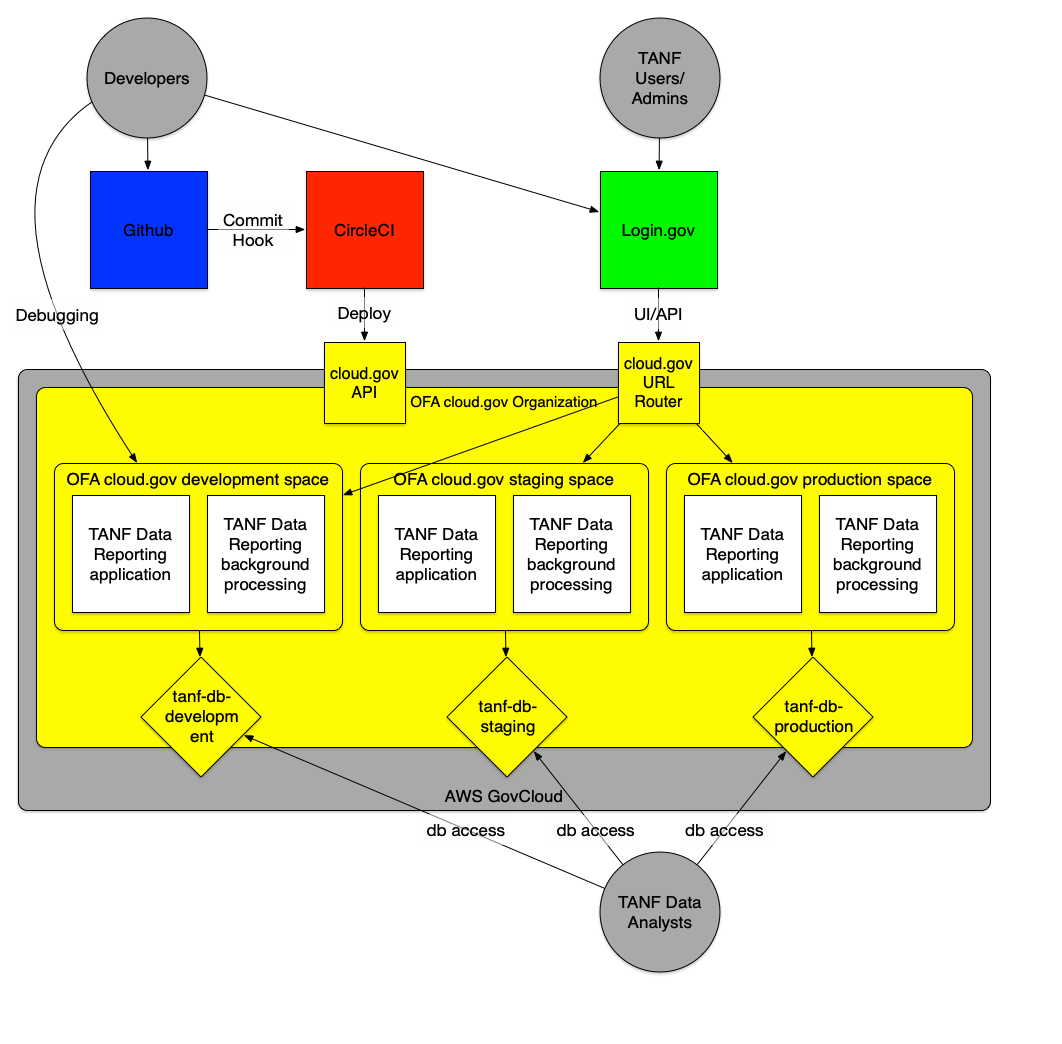 Developers
TANF
Users/
Admins
Github
Commit
Hook
CircleCI
Login.gov
Debugging
Deploy
UI/API
cloud.gov
API
cloud.gov
URL
Router
OFA cloud.gov Organization
OFA cloud.gov development space
TANF Data
Reporting
application
TANF Data
Reporting
background
processing
OFA cloud.gov staging space
TANF Data
Reporting
application
TANF Data
Reporting
background
processing
OFA cloud.gov production space
TANF Data
Reporting
application
TANF Data
Reporting
background
processing
tanf-db-
developm
ent
tanf-db-
staging
tanf-db-
production
AWS GovCloud
db access
db access
db access
TANF Data
Analysts